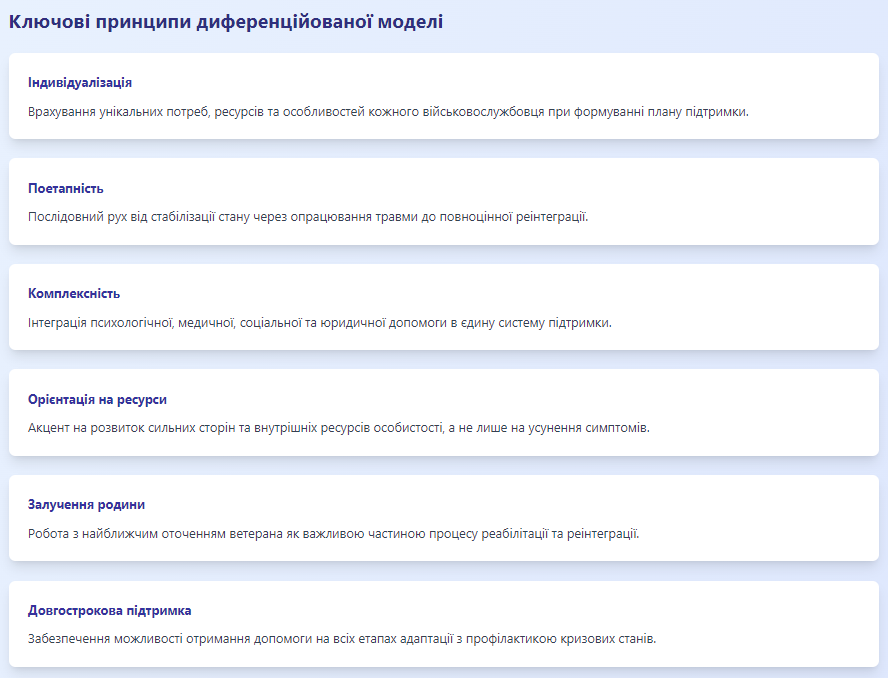 Ключові принципи диференційованої моделі
Індивідуалізація
Врахування унікальних потреб, ресурсів та особливостей кожного військовослужбовця при формуванні плану підтримки.
Поетапність
Послідовний рух від стабілізації стану через опрацювання травми до повноцінної реінтеграції.
Комплексність
Інтеграція психологічної, медичної, соціальної та юридичної допомоги в єдину систему підтримки.
Орієнтація на ресурси
Акцент на розвиток сильних сторін та внутрішніх ресурсів особистості, а не лише на усунення симптомів.
Залучення родини
Робота з найближчим оточенням ветерана як важливою частиною процесу реабілітації та реінтеграції.
Довгострокова підтримка
Забезпечення можливості отримання допомоги на всіх етапах адаптації з профілактикою кризових станів.